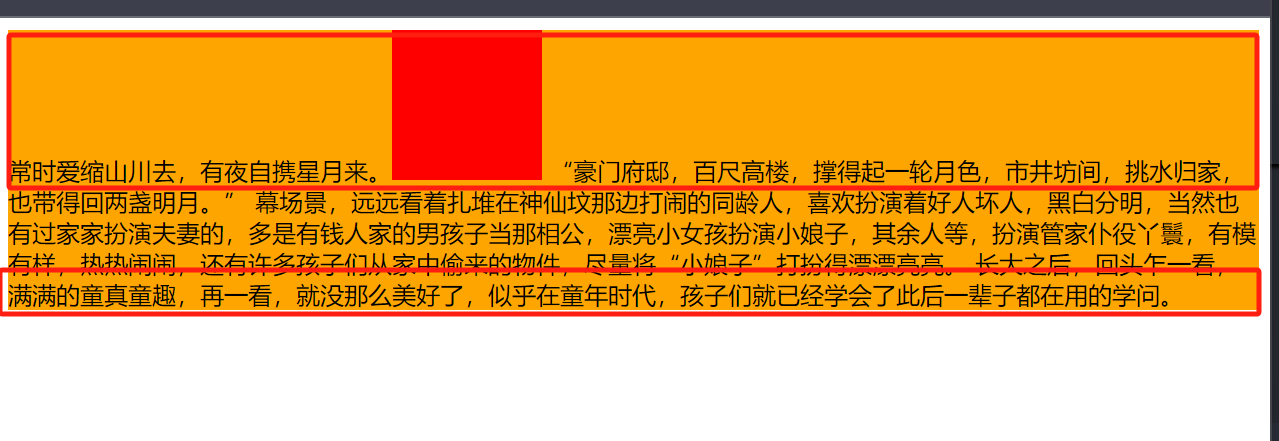 常时爱缩山川去，有夜自携星月来。 “豪门府邸，百尺高楼，撑得起一轮月色，市井坊间，挑水归家，
也带得回两盏明月。” 幕场景，远远看着扎堆在神仙坟那边打闹的同龄人，喜欢扮演着好人坏人，黑白分明，当然也
有过家家扮演夫妻的，多是有钱人家的男孩子当那相公，漂亮小女孩扮演小娘子，其余人等，扮演管家仆役丫鬟，有模
有样，热热闹闹，还有许多孩子们从家中偷来的物件，尽量将“小娘子”打扮得漂漂亮亮。 长大之后，回头乍一看，
满满的童真童趣，再一看，就没那么美好了，似乎在童年时代，孩子们就已经学会了此后一辈子都在用的学问。